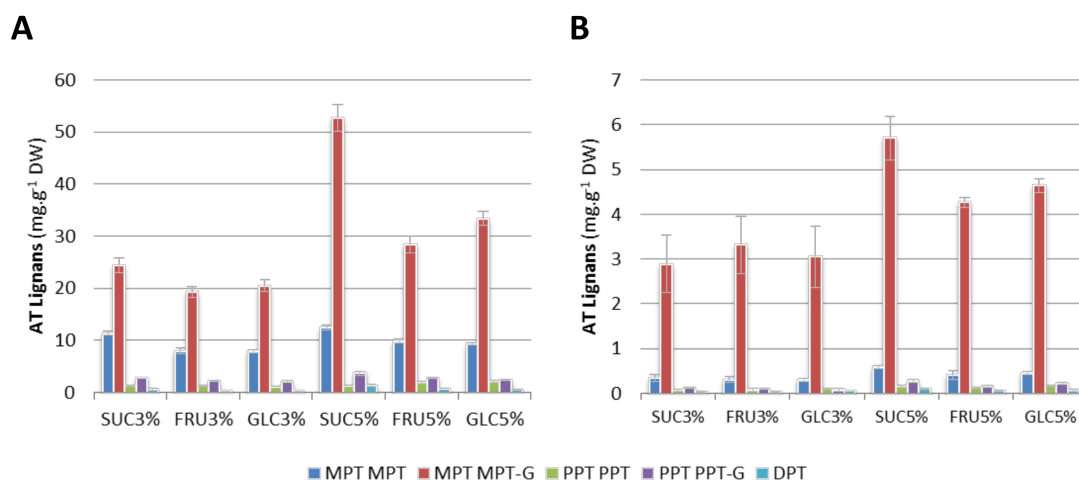 A
AT Lignans (mg.g⁻¹ DW)
60
50
40
30
20
10
0
SUC3% FRU3% GLC3% SUC5% FRU5% GLC5%
B
AT Lignans (mg.g⁻¹ DW)
7
6
5
4
3
2
1
0
SUC3% FRU3% GLC3% SUC5% FRU5% GLC5%
MPT MPT MPT MPT-G PPT PPT PPT PPT-G DPT